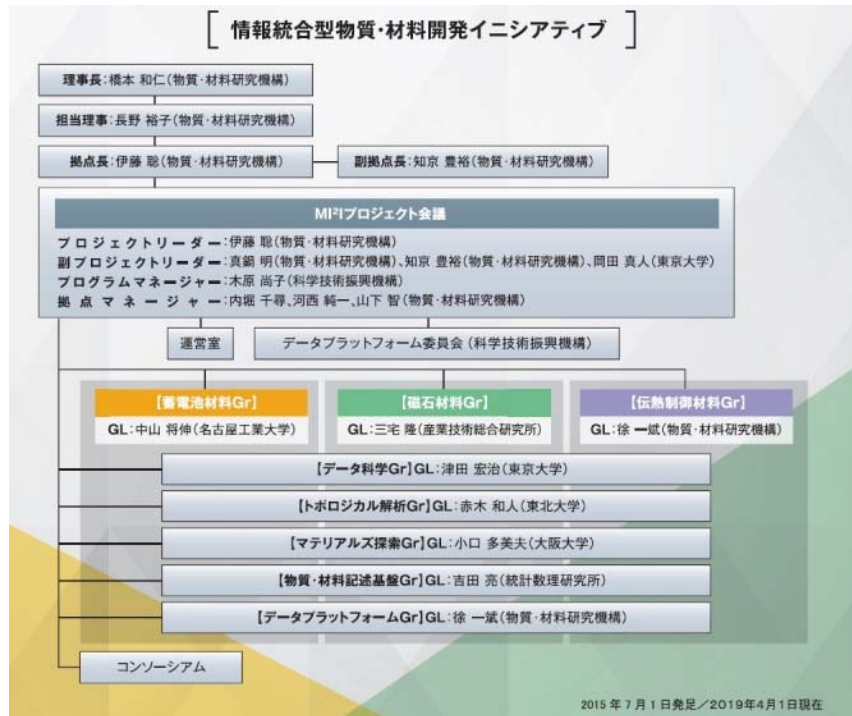 [ 情報統合型物質・材料開発イニシアティブ ]
理事長：橋本 和仁（物質・材料研究機構）
担当理事：長野 裕子（物質・材料研究機構）
拠点長：伊藤 聡（物質・材料研究機構）
副拠点長：知京 豊裕（物質・材料研究機構）
MI²Iプロジェクト会議
プロジェクトリーダー：伊藤 聡（物質・材料研究機構）
副プロジェクトリーダー：真鍋 明（物質・材料研究機構）、知京 豊裕（物質・材料研究機構）、岡田 真人（東京大学）
プログラムマネージャー：木原 尚子（科学技術振興機構）
拠点マネージャー：内堀 千尋、河西 純一、山下 智（物質・材料研究機構）
運営室
データプラットフォーム委員会（科学技術振興機構）
【蓄電池材料Gr】
GL：中山 将伸（名古屋工業大学）
【磁石材料Gr】
GL：三宅 隆（産業技術総合研究所）
【伝熱制御材料Gr】
GL：徐 一斌（物質・材料研究機構）
【データ科学Gr】GL：津田 宏治（東京大学）
【トポロジカル解析Gr】GL：赤木 和人（東北大学）
【マテリアルズ探索Gr】GL：小口 多美夫（大阪大学）
【物質・材料記述基盤Gr】GL：吉田 亮（統計数理研究所）
【データプラットフォームGr】GL：徐 一斌（物質・材料研究機構）
コンソーシアム
2015年7月1日発足／2019年4月1日現在